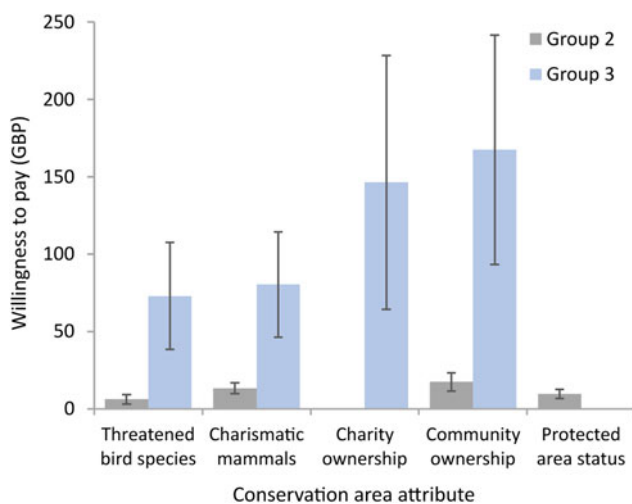 250
200
150
100
50
0
Willingness to pay (GBP)
Group 2
Group 3
Threatened
bird species
Charismatic
mammals
Charity
ownership
Community
ownership
Protected
area status
Conservation area attribute